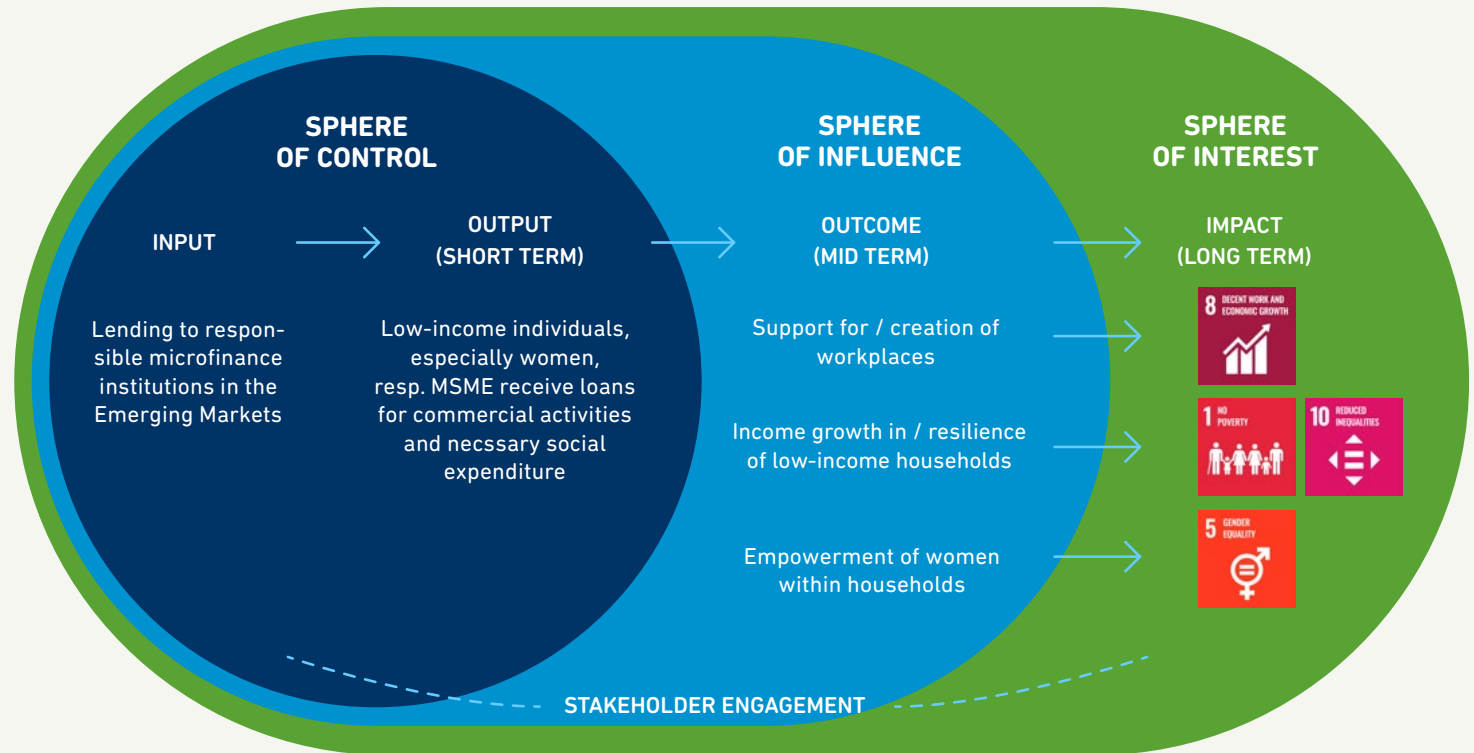 SPHERE
OF CONTROL
INPUT
Lending to respon-
sible microfinance
institutions in the
Emerging Markets
OUTPUT
(SHORT TERM)
Low-income individuals,
especially women,
resp. MSME receive loans
for commercial activities
and necssary social
expenditure
SPHERE
OF INFLUENCE
OUTCOME
(MID TERM)
Support for / creation of
workplaces
Income growth in / resilience
of low-income households
Empowerment of women
within households
SPHERE
OF INTEREST
IMPACT
(LONG TERM)
8 DECENT WORK AND
ECONOMIC GROWTH
1 NO
POVERTY
10 REDUCED
INEQUALITIES
5 GENDER
EQUALITY
STAKEHOLDER ENGAGEMENT